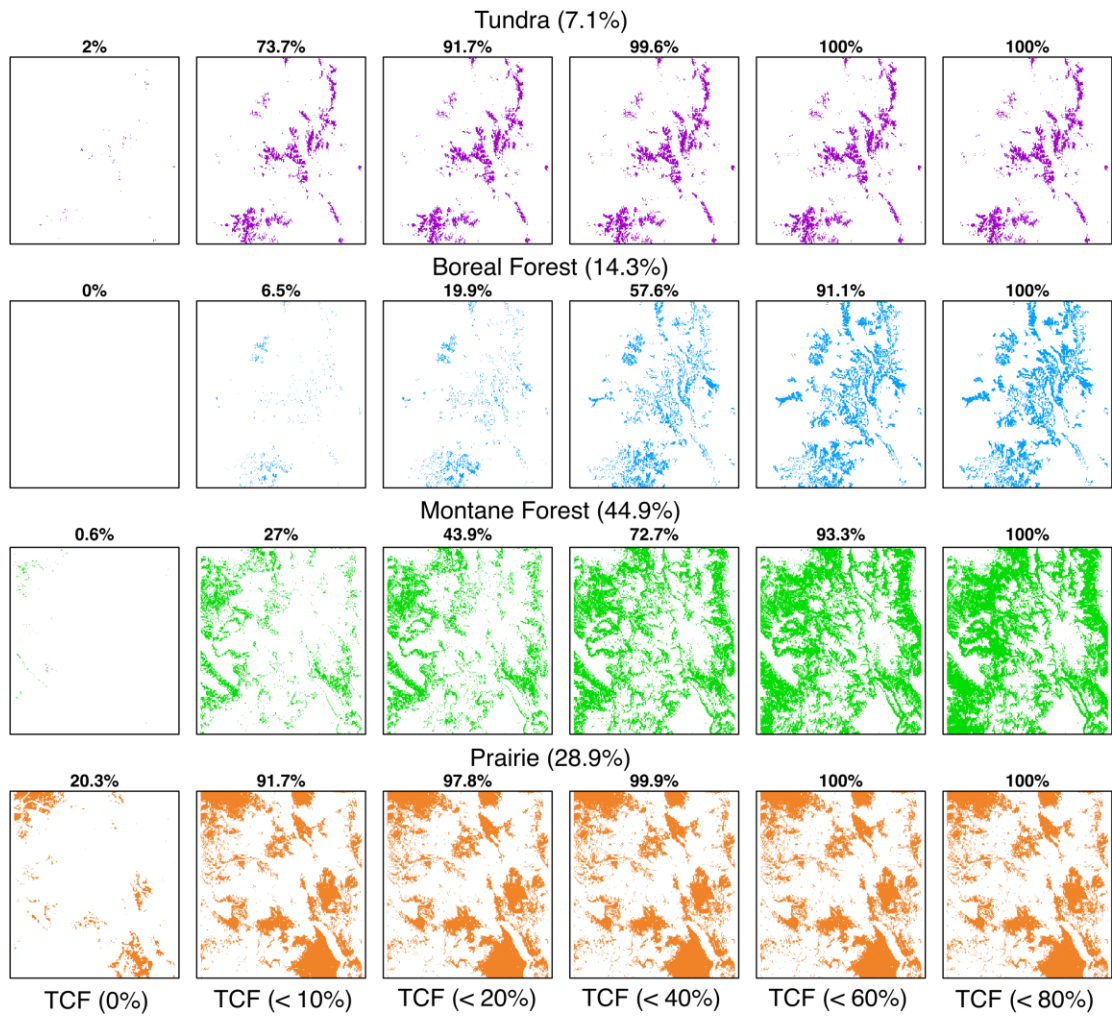 Tundra (7.1%)
2% 73.7% 91.7% 99.6% 100% 100%
Boreal Forest (14.3%)
0% 6.5% 19.9% 57.6% 91.1% 100%
Montane Forest (44.9%)
0.6% 27% 43.9% 72.7% 93.3% 100%
Prairie (28.9%)
20.3% 91.7% 97.8% 99.9% 100% 100%
TCF (0%) TCF (< 10%) TCF (< 20%) TCF (< 40%) TCF (< 60%) TCF (< 80%)